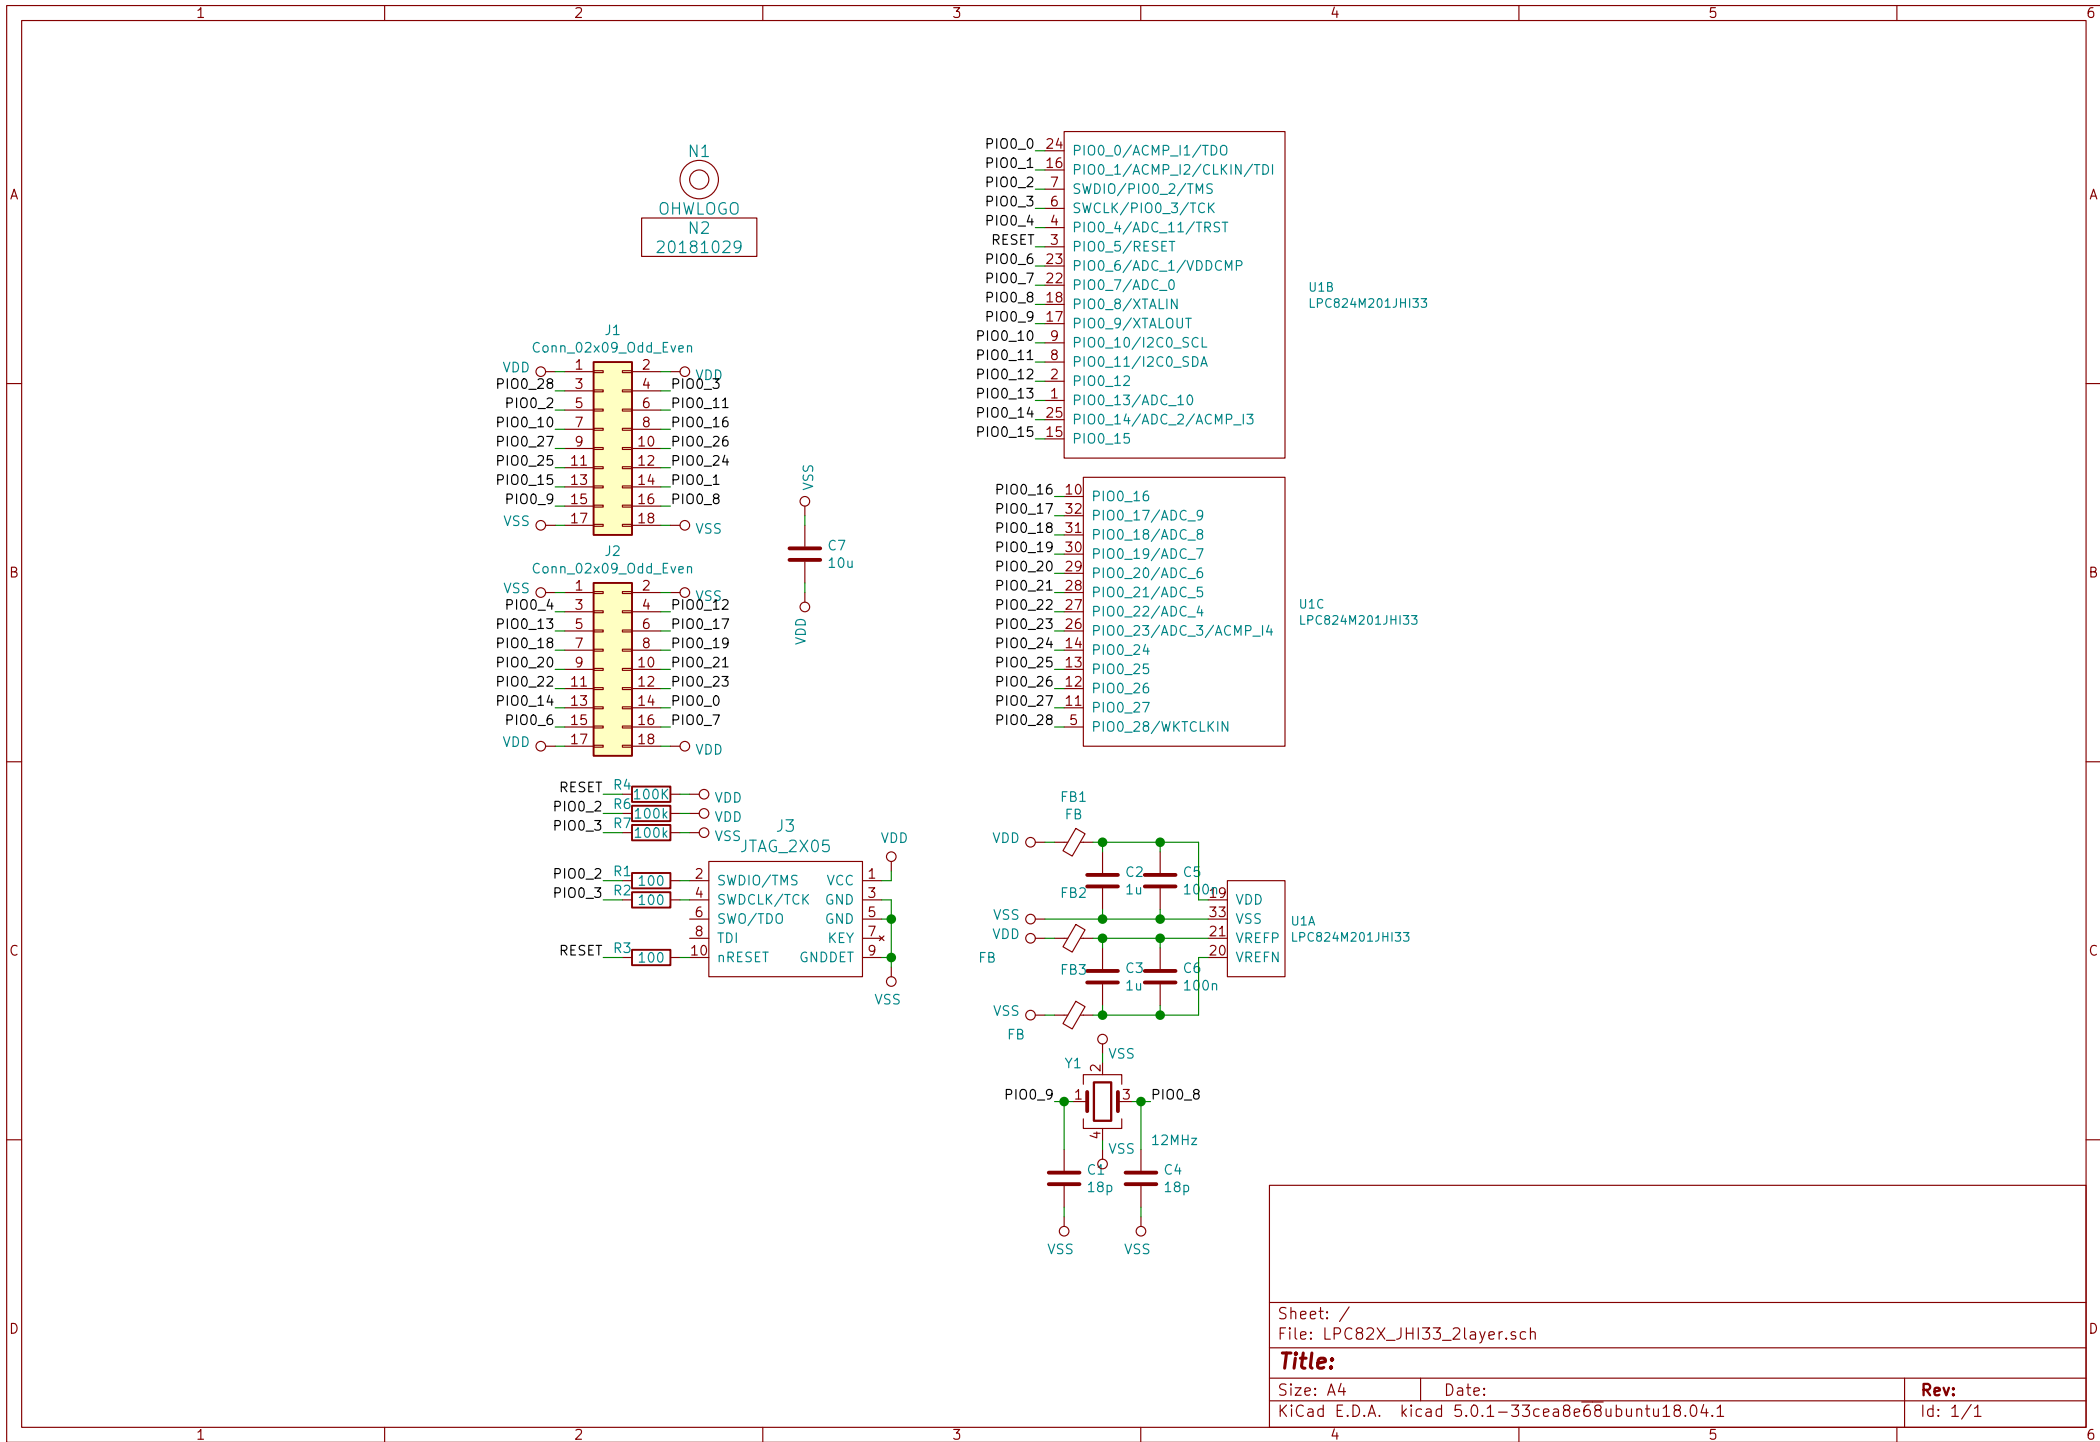 1 2 3 4 5 6
A A
B B
C C
D D
N1
OHWLOGO
N2
20181029
PIO0_0 24 PIO0_0/ACMP_I1/TDO
PIO0_1 16 PIO0_1/ACMP_I2/CLKIN/TDI
PIO0_2 7 SWDIO/PIO0_2/TMS
PIO0_3 6 SWCLK/PIO0_3/TCK
PIO0_4 4 PIO0_4/ADC_11/TRST
RESET 3 PIO0_5/RESET
PIO0_6 23 PIO0_6/ADC_1/VDDCMP
PIO0_7 22 PIO0_7/ADC_0
PIO0_8 18 PIO0_8/XTALIN
PIO0_9 17 PIO0_9/XTALOUT
PIO0_10 9 PIO0_10/I2C0_SCL
PIO0_11 8 PIO0_11/I2C0_SDA
PIO0_12 2 PIO0_12
PIO0_13 1 PIO0_13/ADC_10
PIO0_14 25 PIO0_14/ADC_2/ACMP_I3
PIO0_15 15 PIO0_15
U1B
LPC824M201JHI33
J1
Conn_02x09_Odd_Even
VDD 1 2 VDD
PIO0_28 3 4 PIO0_3
PIO0_2 5 6 PIO0_11
PIO0_10 7 8 PIO0_16
PIO0_27 9 10 PIO0_26
PIO0_25 11 12 PIO0_24
PIO0_15 13 14 PIO0_1
PIO0_9 15 16 PIO0_8
VSS 17 18 VSS
J2
Conn_02x09_Odd_Even
VSS 1 2 VSS
PIO0_4 3 4 PIO0_12
PIO0_13 5 6 PIO0_17
PIO0_18 7 8 PIO0_19
PIO0_20 9 10 PIO0_21
PIO0_22 11 12 PIO0_23
PIO0_14 13 14 PIO0_0
PIO0_6 15 16 PIO0_7
VDD 17 18 VDD
VSS
C7
10u
VDD
PIO0_16 10 PIO0_16
PIO0_17 32 PIO0_17/ADC_9
PIO0_18 31 PIO0_18/ADC_8
PIO0_19 30 PIO0_19/ADC_7
PIO0_20 29 PIO0_20/ADC_6
PIO0_21 28 PIO0_21/ADC_5
PIO0_22 27 PIO0_22/ADC_4
PIO0_23 26 PIO0_23/ADC_3/ACMP_I4
PIO0_24 14 PIO0_24
PIO0_25 13 PIO0_25
PIO0_26 12 PIO0_26
PIO0_27 11 PIO0_27
PIO0_28 5 PIO0_28/WKTCLKIN
U1C
LPC824M201JHI33
RESET R4 100K VDD
PIO0_2 R6 100k VDD
PIO0_3 R7 100k VSS
J3
JTAG_2X05
VDD
PIO0_2 R1 100 2 SWDIO/TMS VCC 1
PIO0_3 R2 100 4 SWDCLK/TCK GND 3
6 SWO/TDO GND 5
8 TDI KEY 7
RESET R3 100 10 nRESET GNDDET 9
VSS
FB1
FB
VDD
C2
1u
C5
100n
FB2
VSS
VDD
FB
FB3
C3
1u
C6
100n
VSS
FB
19 VDD
33 VSS
21 VREFP
20 VREFN
U1A
LPC824M201JHI33
VSS
Y1
2
PIO0_9 1 3 PIO0_8
4
12MHz
VSS
C1
18p
C4
18p
VSS VSS
Sheet: /
File: LPC82X_JHI33_2layer.sch
Title:
Size: A4 Date: Rev:
KiCad E.D.A. kicad 5.0.1-33cea8e68ubuntu18.04.1 Id: 1/1
1 2 3 4 5 6